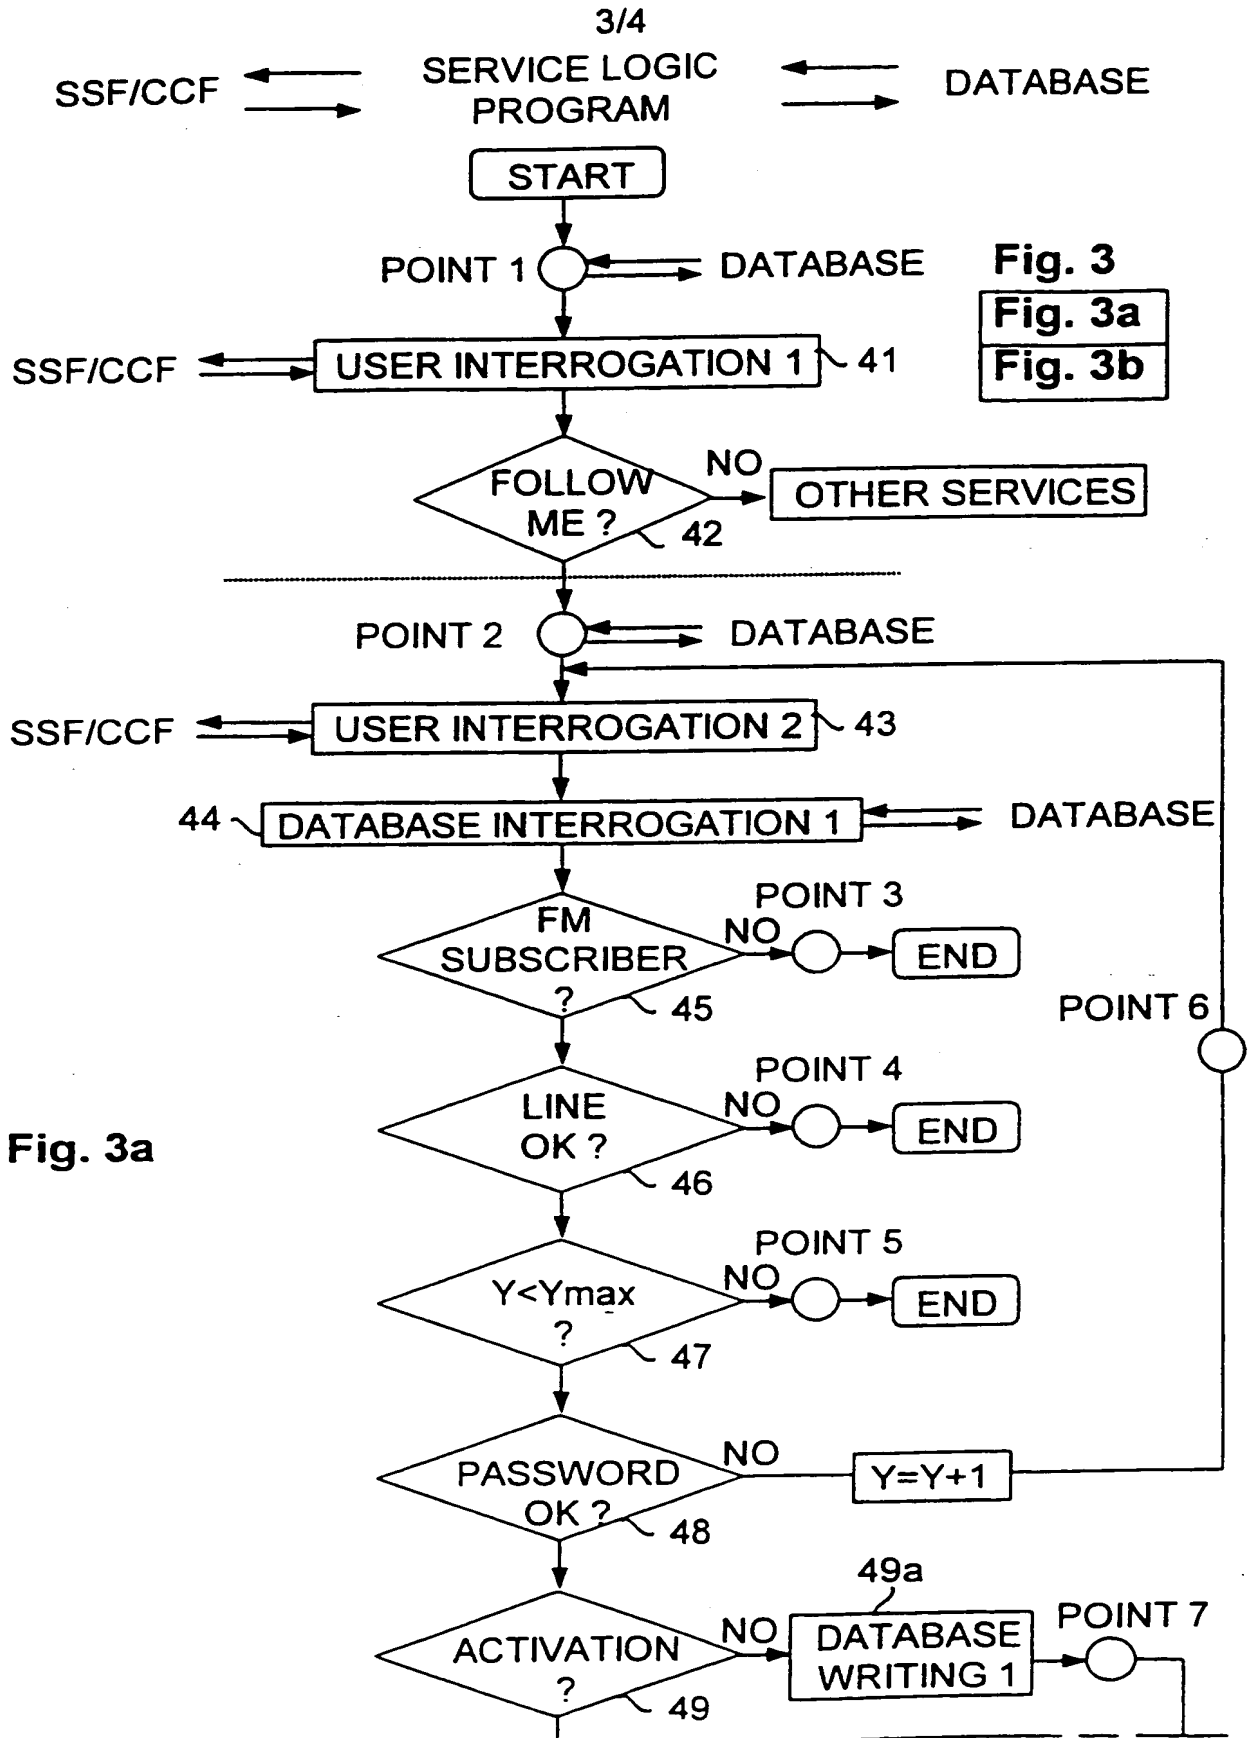 3/4
SSF/CCF
SERVICE LOGIC
PROGRAM
DATABASE
START
POINT 1
DATABASE
Fig. 3
Fig. 3a
Fig. 3b
SSF/CCF
USER INTERROGATION 1
41
FOLLOW
ME ?
42
NO
OTHER SERVICES
POINT 2
DATABASE
SSF/CCF
USER INTERROGATION 2
43
44
DATABASE INTERROGATION 1
DATABASE
FM
SUBSCRIBER
?
45
NO
POINT 3
END
POINT 6
LINE
OK ?
46
NO
POINT 4
END
Fig. 3a
Y<Ymax
?
47
NO
POINT 5
END
PASSWORD
OK ?
48
NO
Y=Y+1
ACTIVATION
?
49
NO
49a
DATABASE
WRITING 1
POINT 7